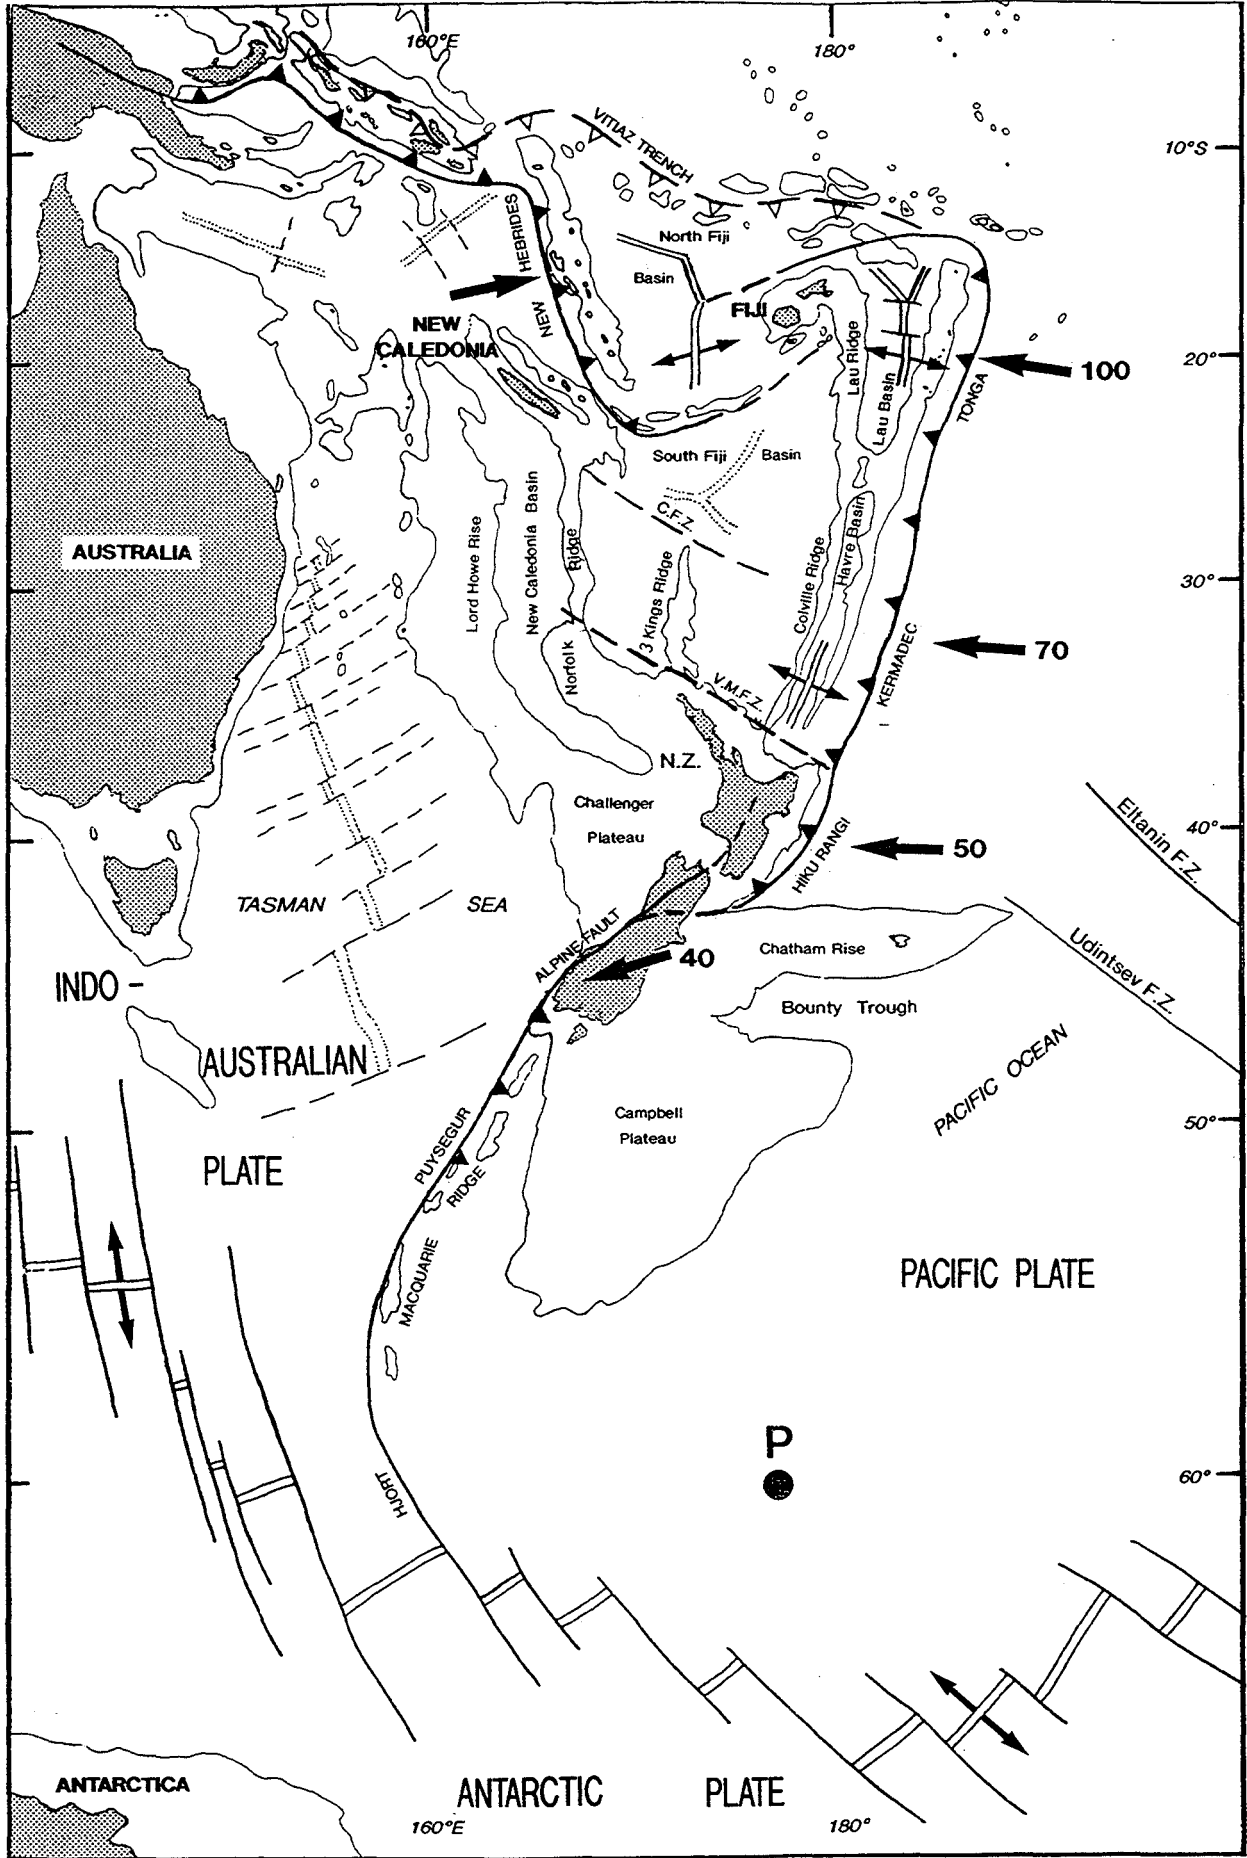 160°E
180°
10°S
VITIAZ TRENCH
HEBRIDES
NEW
North Fiji
Basin
FIJI
NEW
CALEDONIA
Lau Ridge
Lau Basin
20°
100
TONGA
South Fiji Basin
C.F.Z.
Lord Howe Rise
New Caledonia Basin
Ridge
Norfolk
3 Kings Ridge
Colville Ridge
Havre Basin
AUSTRALIA
30°
70
KERMADEC
V.M.F.Z.
N.Z.
Challenger
Plateau
HIKURANGI
50
40°
Eltanin F.Z.
TASMAN SEA
ALPINE FAULT
40
Chatham Rise
Udintsev F.Z.
INDO -
Bounty Trough
AUSTRALIAN
PACIFIC OCEAN
Campbell
Plateau
50°
PLATE
PUYSEGUR
RIDGE
MACQUARIE
PACIFIC PLATE
P
60°
HJORT
ANTARCTICA
ANTARCTIC PLATE
160°E
180°